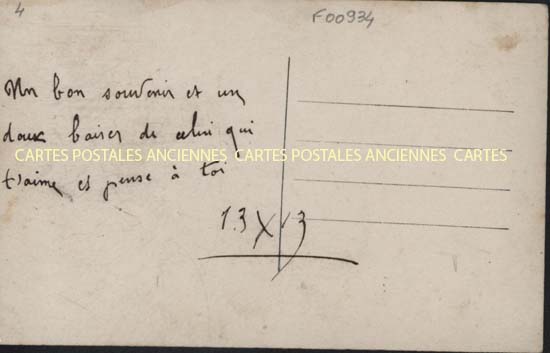 4
F00934
Un bon souvenir et un
doux baiser de celui qui
CARTES POSTALES ANCIENNES CARTES POSTALES ANCIENNES CARTES
t'aime et pense à toi
13 X 13